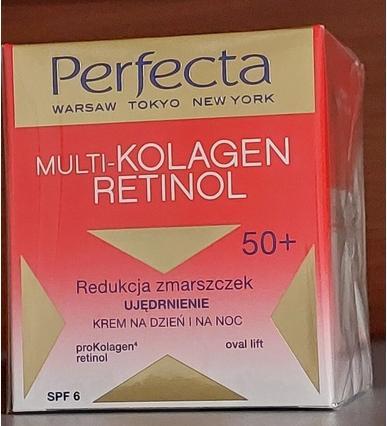 Perfecta
WARSAW TOKYO NEW YORK
MULTI-KOLAGEN
RETINOL
50+
Redukcja zmarszczek
UJĘDRNIENIE
KREM NA DZIEŃ I NA NOC
proKolagen⁴ oval lift
retinol
SPF 6